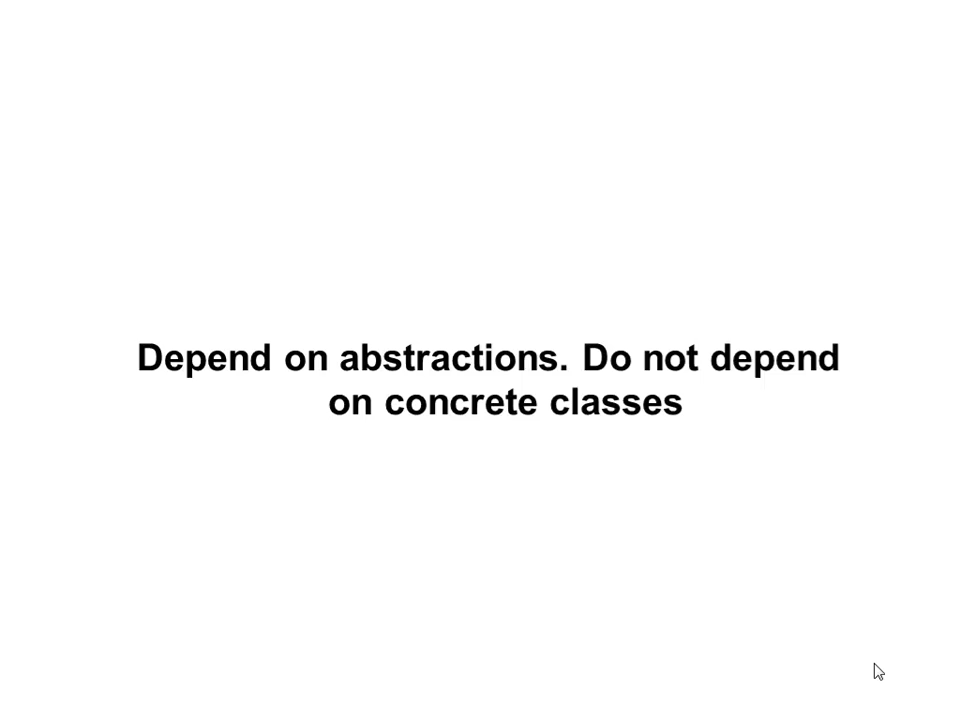 Depend on abstractions. Do not depend
on concrete classes